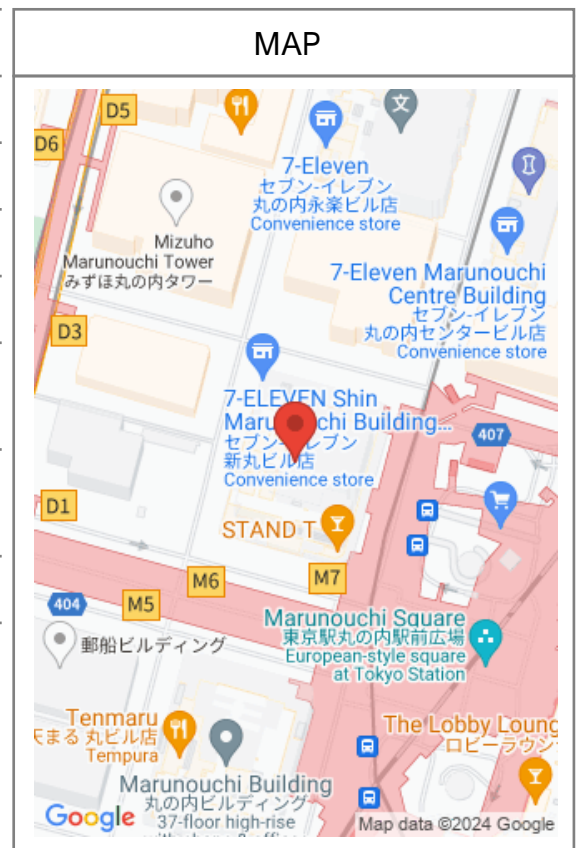 MAP
D5
D6
7-Eleven
セブン-イレブン
丸の内永楽ビル店
Convenience store
Mizuho
Marunouchi Tower
みずほ丸の内タワー
7-Eleven Marunouchi
Centre Building
セブン-イレブン
丸の内センタービル店
Convenience store
D3
7-ELEVEN Shin
Building...
セブン
レブン
新丸ビル店
Convenience store
407
D1
STAND T
M6
M7
404
M5
Marunouchi Square
東京駅丸の内駅前広場
European-style square
at Tokyo Station
郵船ビルディング
Tenmaru
天まる 丸ビル店
Tempura
The Lobby Loung
ロビーラウン
Marunouchi Building
丸の内ビルディング
37-floor high-rise
Google
Map data ©2024 Google